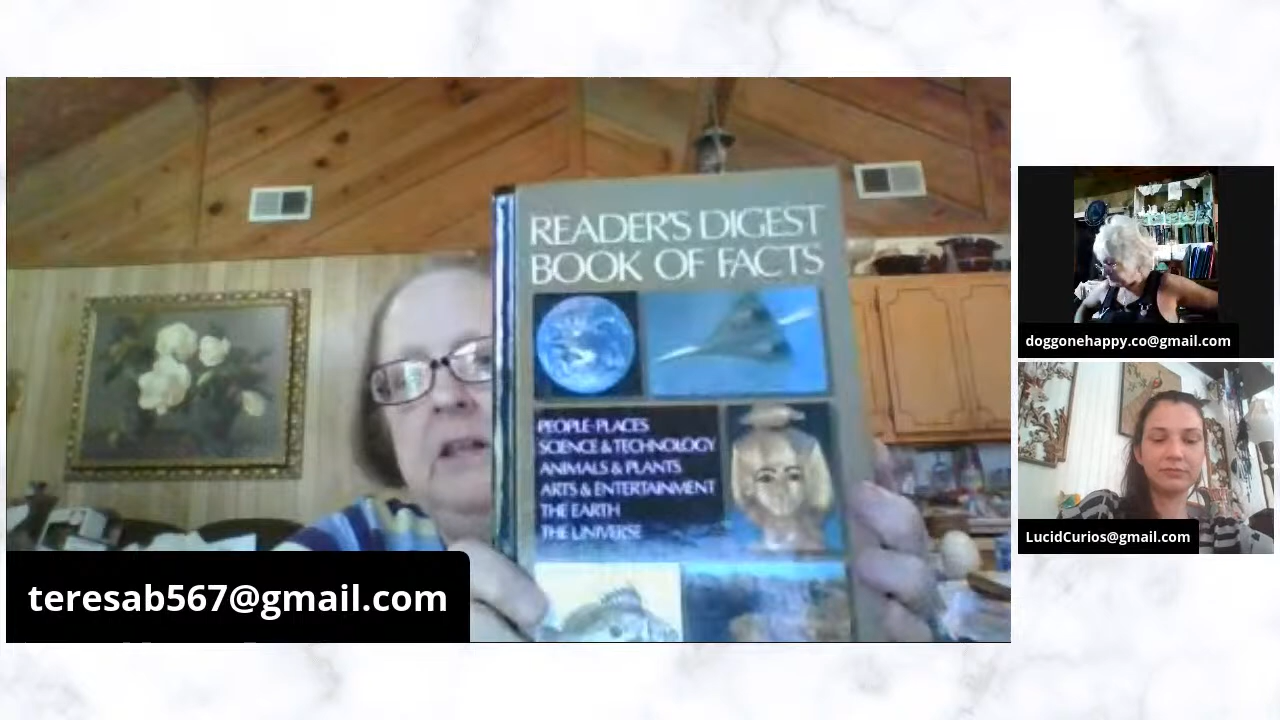 READER'S DIGEST
BOOK OF FACTS
PEOPLE·PLACES
SCIENCE & TECHNOLOGY
ANIMALS & PLANTS
ARTS & ENTERTAINMENT
THE EARTH
THE UNIVERSE
teresab567@gmail.com
doggonehappy.co@gmail.com
LucidCurios@gmail.com